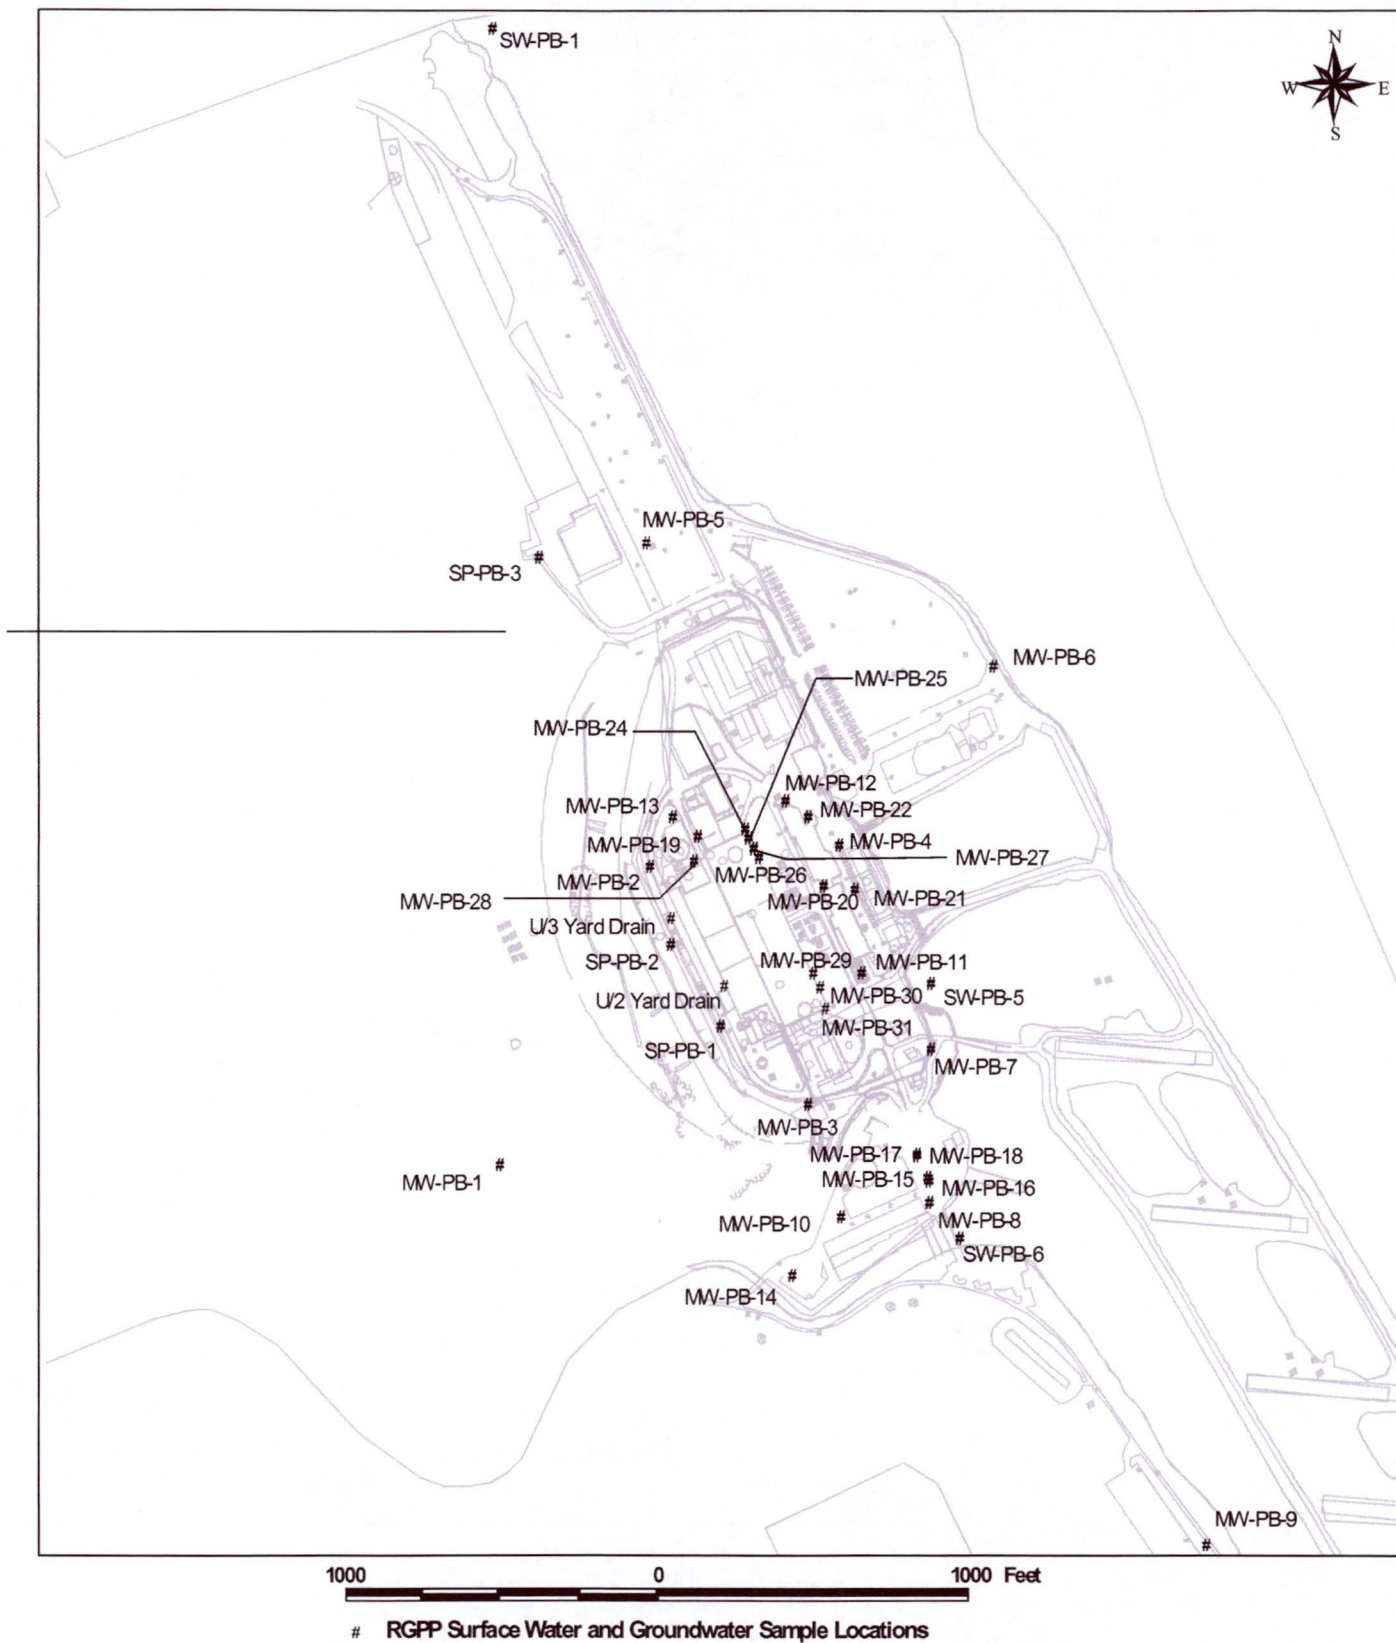 # SW-PB-1
N
W E
S
MW-PB-5
#
#
SP-PB-3
# MW-PB-6
MW-PB-25
MW-PB-24
MW-PB-12
#
MW-PB-13
#
# MW-PB-22
#
MW-PB-19
#
#
# MW-PB-4
#
# MW-PB-27
MW-PB-2
#
#
MW-PB-26
#
MW-PB-20
#
MW-PB-21
MW-PB-28
#
U/3 Yard Drain
#
SP-PB-2
MW-PB-29
#
# MW-PB-11
#
U/2 Yard Drain
# MW-PB-30
#
SW-PB-5
#
MW-PB-31
#
SP-PB-1
#
MW-PB-7
#
MW-PB-3
MW-PB-17 # MW-PB-18
#
MW-PB-1
MW-PB-15 # MW-PB-16
#
MW-PB-8
MW-PB-10 #
#
SW-PB-6
#
MW-PB-14
MW-PB-9
#
1000 0 1000 Feet
# RGPP Surface Water and Groundwater Sample Locations